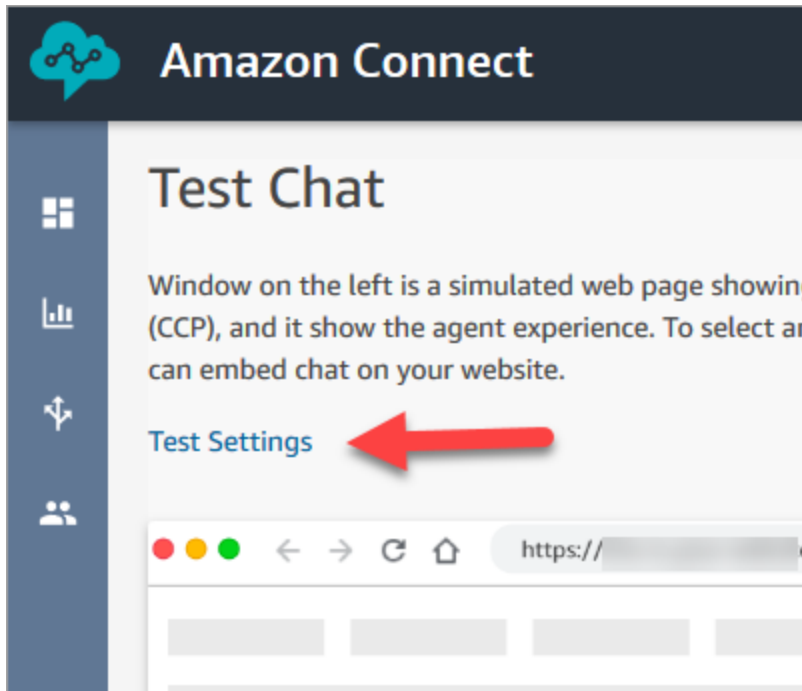 Amazon Connect
Test Chat
Window on the left is a simulated web page showin
(CCP), and it show the agent experience. To select a
can embed chat on your website.
Test Settings
https://